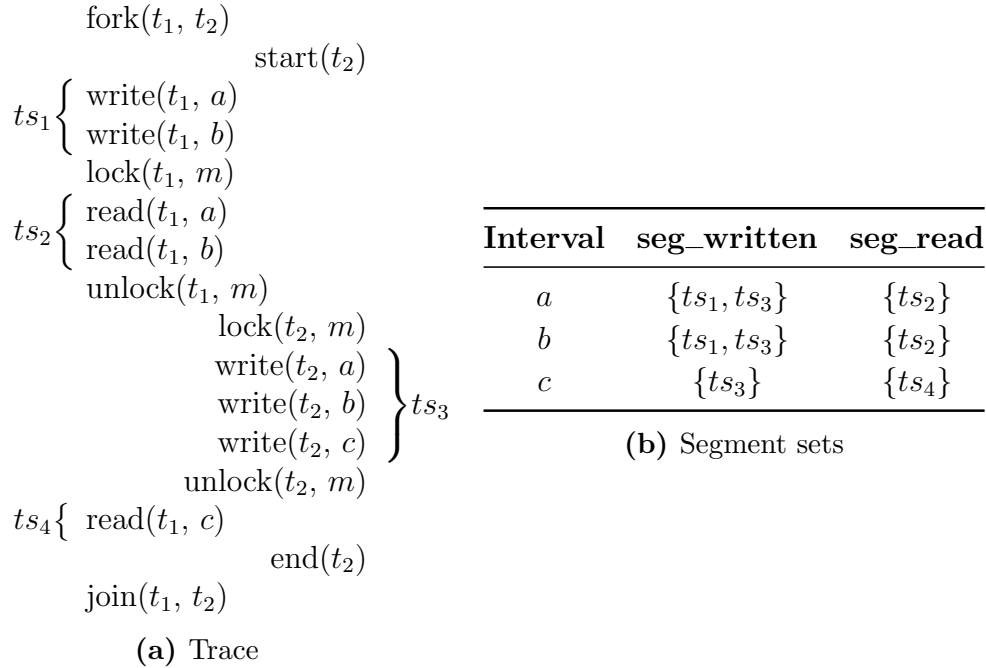 fork(t₁, t₂)
start(t₂)
ts₁{ write(t₁, a)
write(t₁, b)
lock(t₁, m)
ts₂{ read(t₁, a)
read(t₁, b)
unlock(t₁, m)
lock(t₂, m)
write(t₂, a)
write(t₂, b) }ts₃
write(t₂, c)
unlock(t₂, m)
ts₄{ read(t₁, c)
end(t₂)
join(t₁, t₂)
(a) Trace
Interval seg_written seg_read
a {ts₁, ts₃} {ts₂}
b {ts₁, ts₃} {ts₂}
c {ts₃} {ts₄}
(b) Segment sets